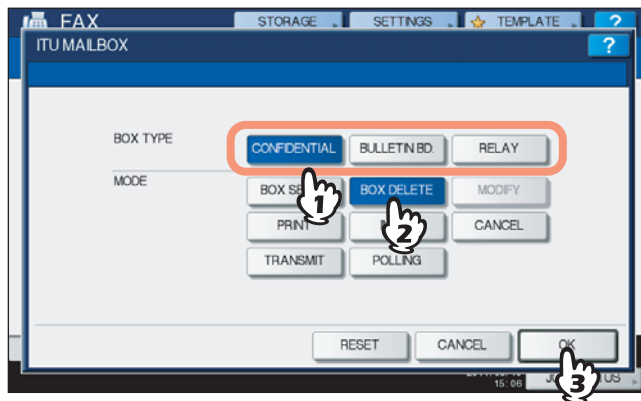 FAX STORAGE SETTINGS TEMPLATE ?
ITU MAILBOX ?
BOX TYPE CONFIDENTIAL BULLETIN BD. RELAY
MODE BOX BOX DELETE MODIFY
1 2
PRINT CANCEL
TRANSMIT POLLING
RESET CANCEL OK
3
15:06